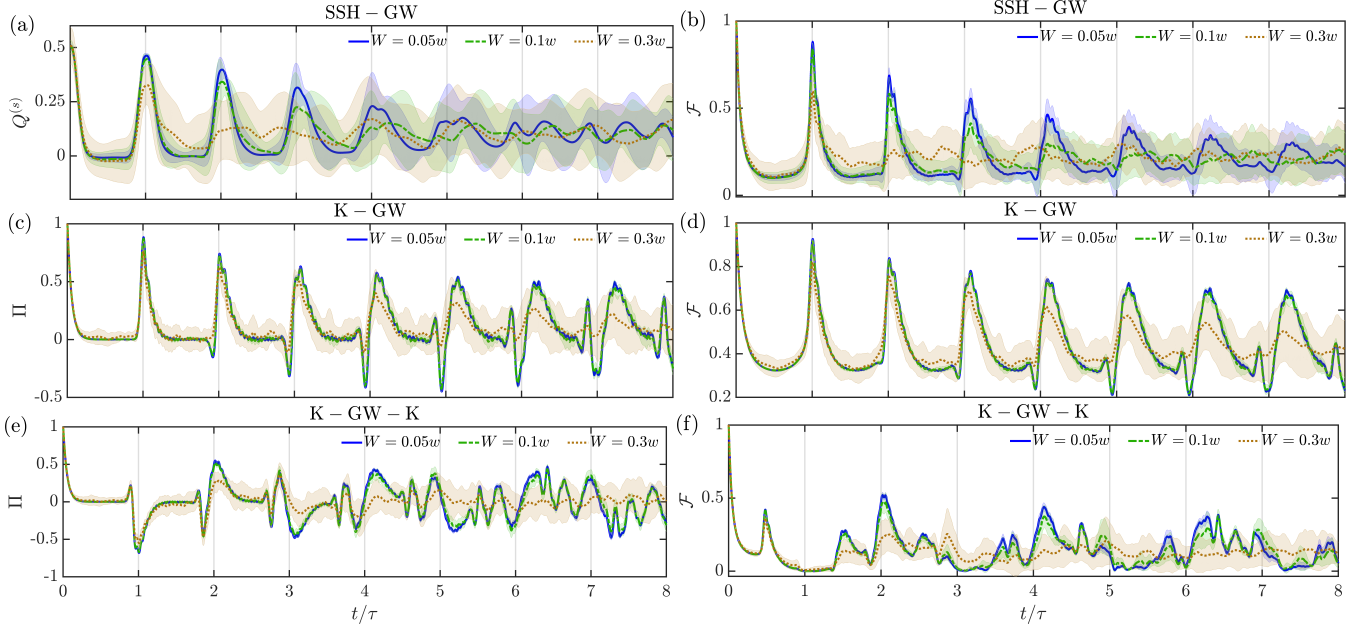 (a) SSH – GW
W = 0.05w W = 0.1w W = 0.3w
Q^(s)
0.5
0.25
0
(b) SSH – GW
W = 0.05w W = 0.1w W = 0.3w
ℱ
1
0.5
0
(c) K – GW
W = 0.05w W = 0.1w W = 0.3w
Π
1
0.5
0
-0.5
(d) K – GW
W = 0.05w W = 0.1w W = 0.3w
ℱ
1
0.8
0.6
0.4
0.2
(e) K – GW – K
W = 0.05w W = 0.1w W = 0.3w
Π
1
0.5
0
-0.5
-1
0 1 2 3 4 5 6 7 8
t/τ
(f) K – GW – K
W = 0.05w W = 0.1w W = 0.3w
ℱ
1
0.5
0
0 1 2 3 4 5 6 7 8
t/τ